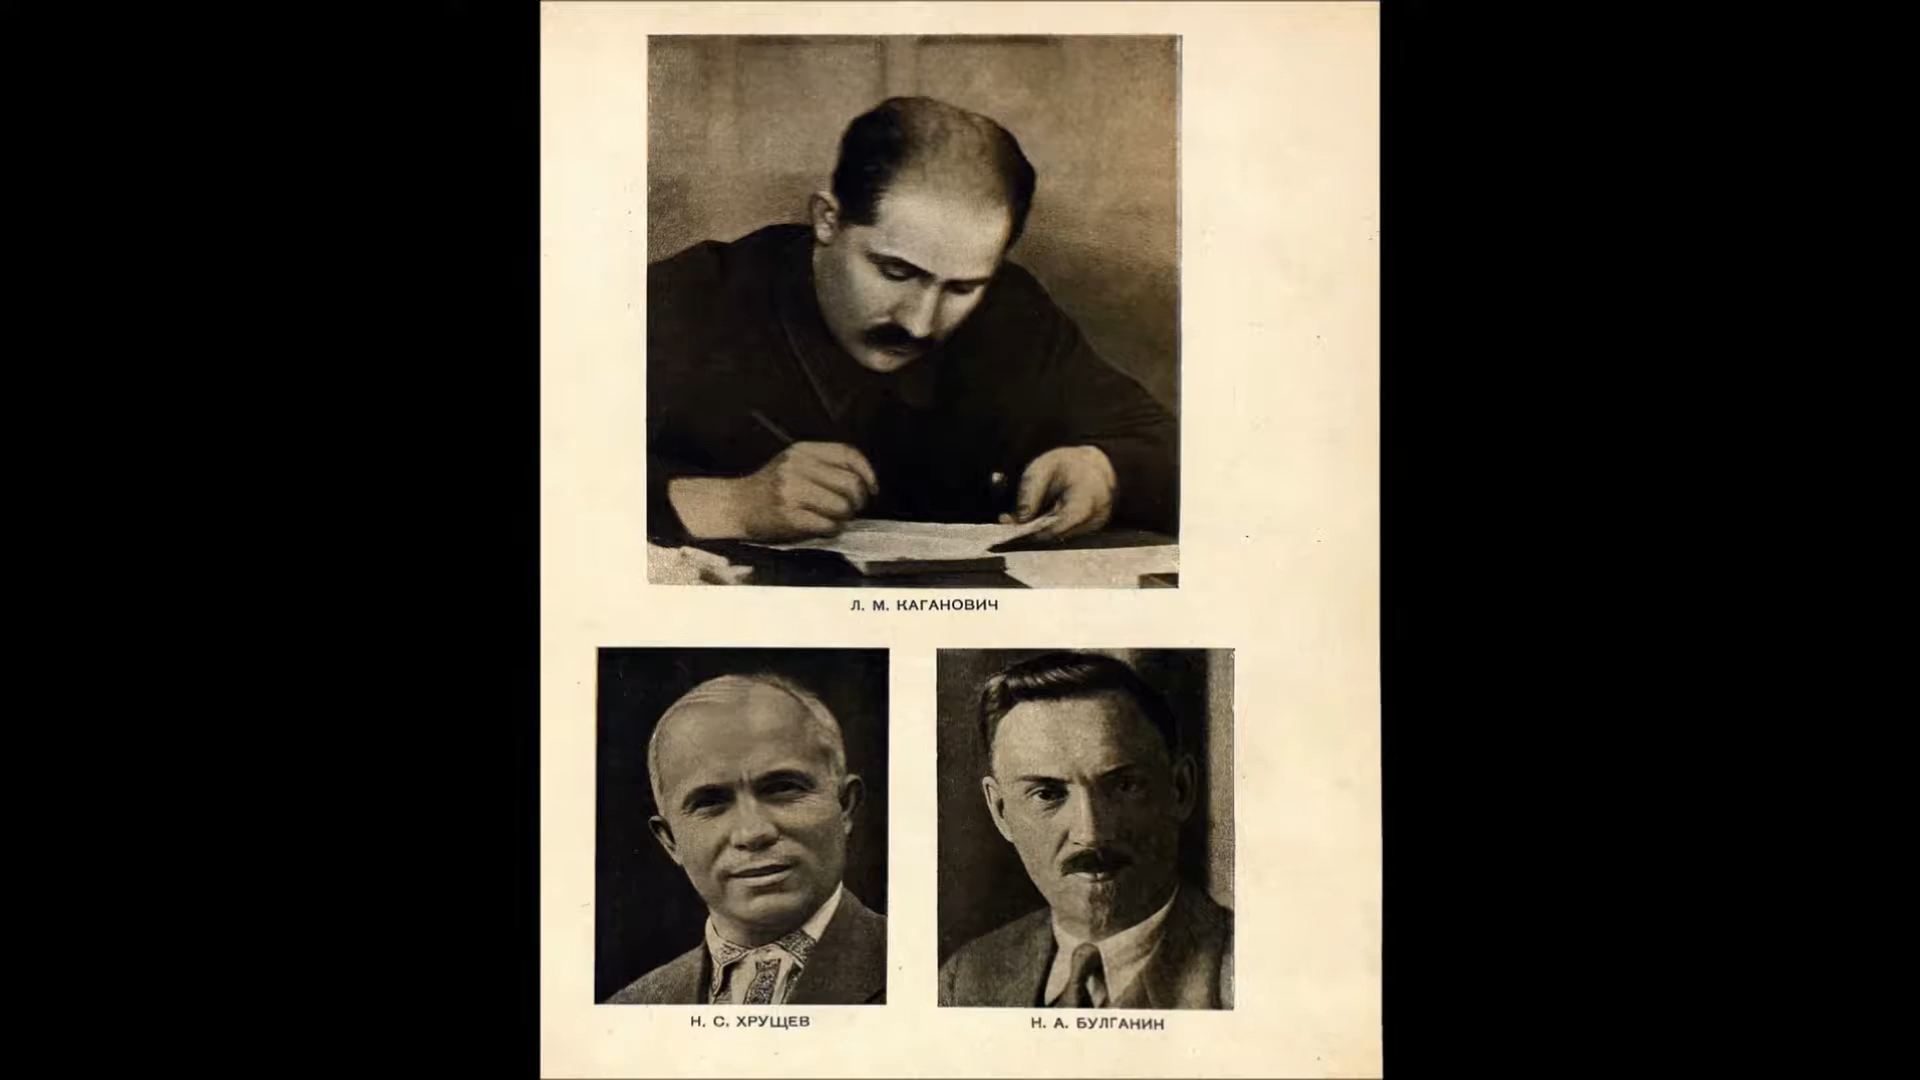 Л. М. КАГАНОВИЧ
Н. С. ХРУЩЕВ
Н. А. БУЛГАНИН